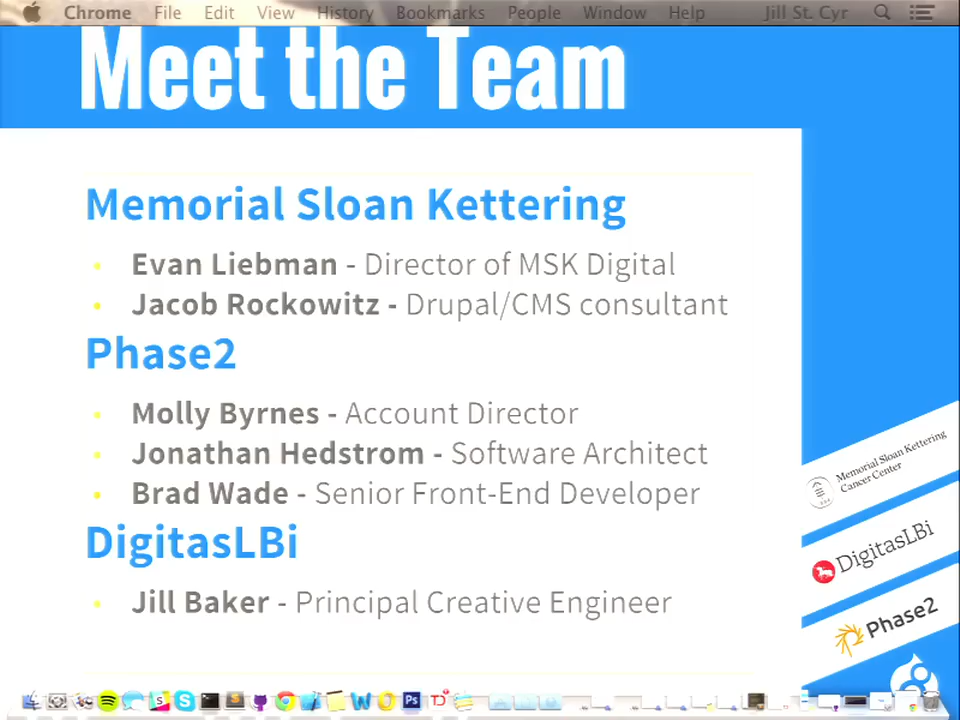 Chrome File Edit View History Bookmarks People Window Help Jill St. Cyr
Meet the Team
Memorial Sloan Kettering
• Evan Liebman - Director of MSK Digital
• Jacob Rockowitz - Drupal/CMS consultant
Phase2
• Molly Byrnes - Account Director
• Jonathan Hedstrom - Software Architect
• Brad Wade - Senior Front-End Developer
DigitasLBi
• Jill Baker - Principal Creative Engineer
Memorial Sloan Kettering
Cancer Center
DigitasLBi
Phase2